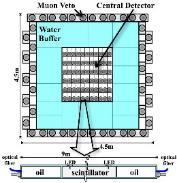 Muon Veto
Central Detector
Water
Buffer
4.5m
4.5m
9m
optical
fiber
LED
LED
optical
fiber
oil
scintillator
oil